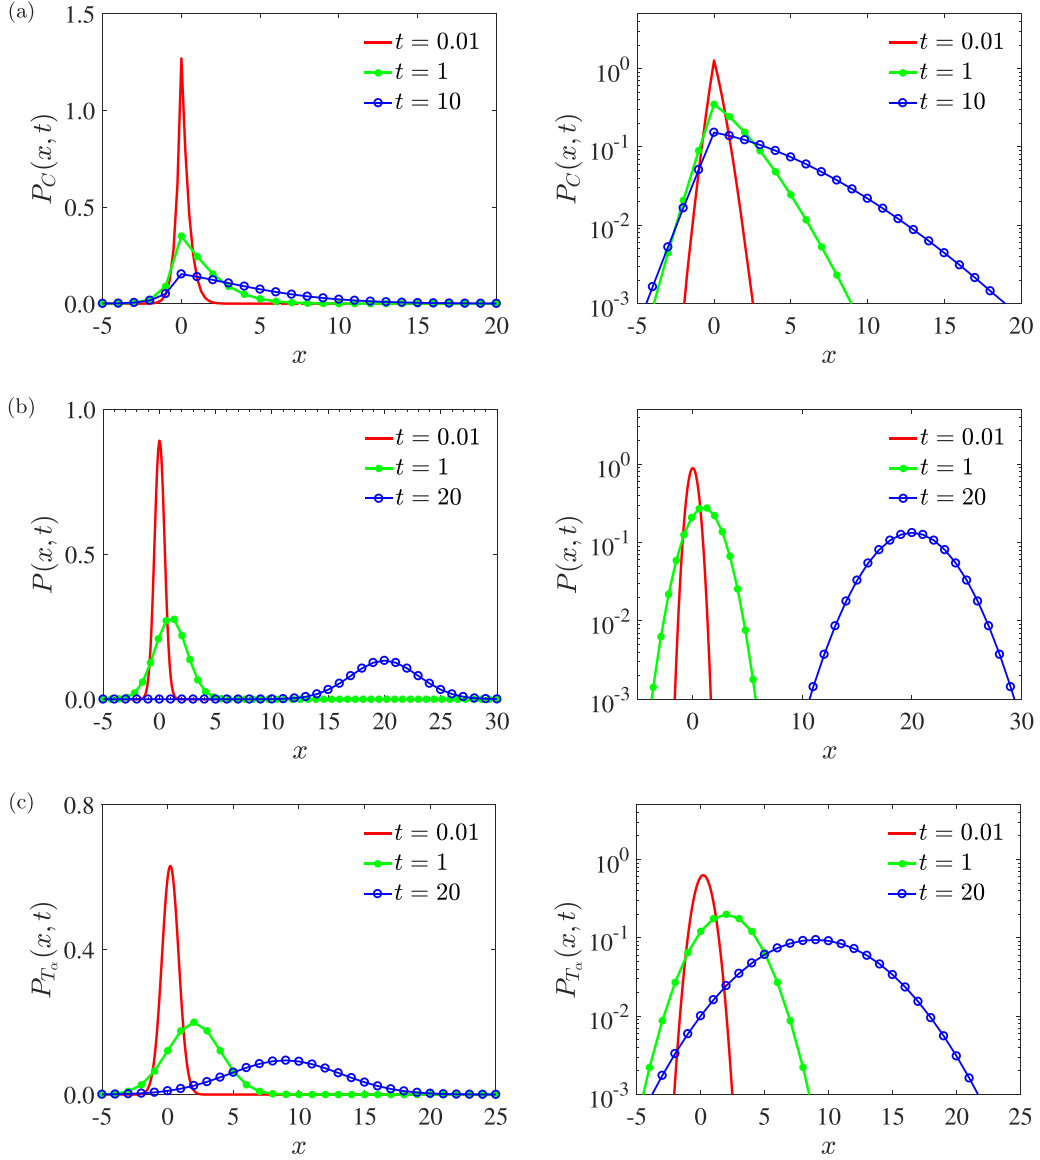 (a)
1.5
1.0
0.5
0.0
P_C(x, t)
-5 0 5 10 15 20
x
t = 0.01
t = 1
t = 10
10^0
10^-1
10^-2
10^-3
P_C(x, t)
-5 0 5 10 15 20
x
t = 0.01
t = 1
t = 10
(b)
1.0
0.5
0.0
P(x, t)
-5 0 5 10 15 20 25 30
x
t = 0.01
t = 1
t = 20
10^0
10^-1
10^-2
10^-3
P(x, t)
0 10 20 30
x
t = 0.01
t = 1
t = 20
(c)
0.8
0.4
0.0
P_{T_α}(x, t)
-5 0 5 10 15 20 25
x
t = 0.01
t = 1
t = 20
10^0
10^-1
10^-2
10^-3
P_{T_α}(x, t)
-5 0 5 10 15 20 25
x
t = 0.01
t = 1
t = 20